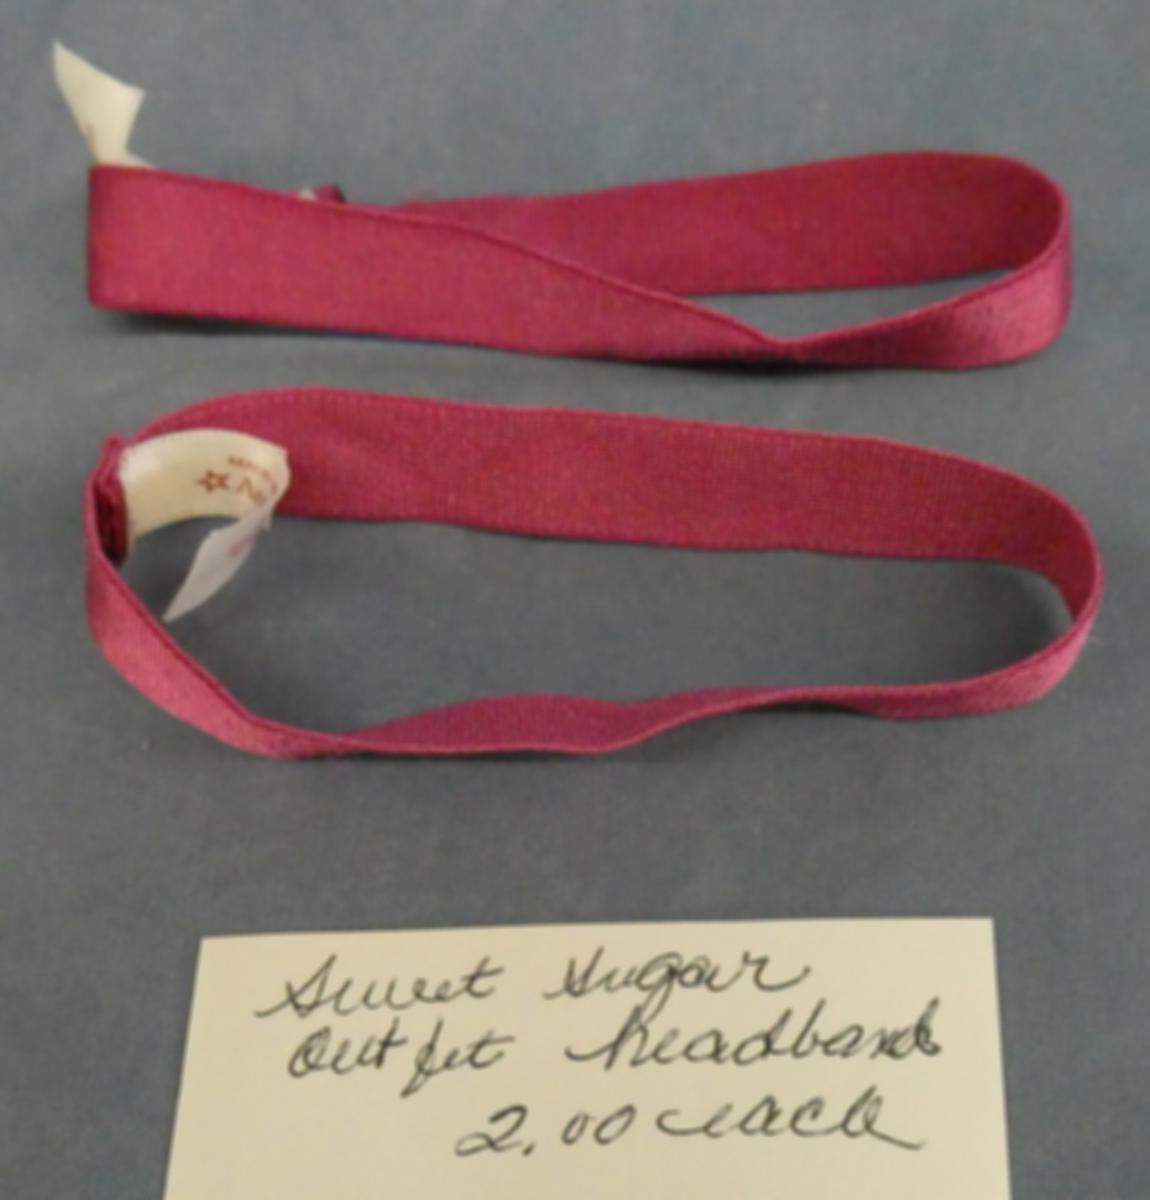 Sweet Sugar
Outfit headbands
2.00 each